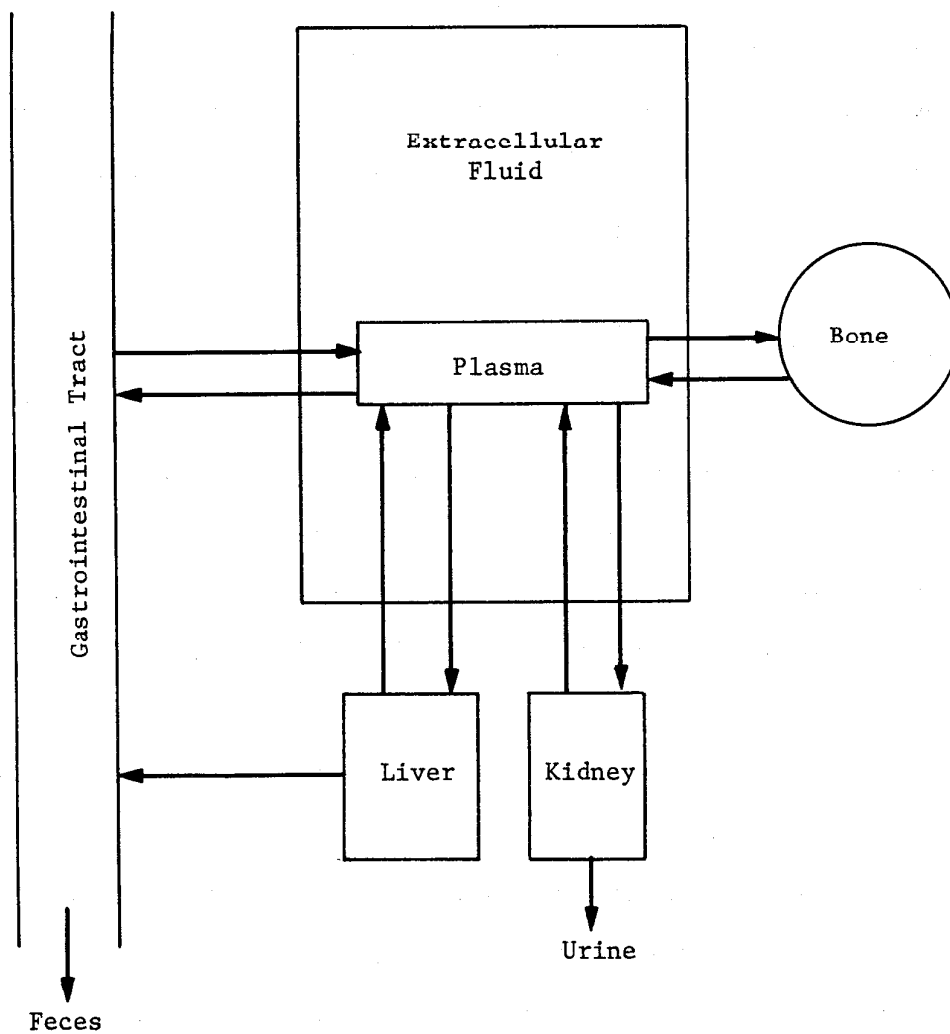 Extracellular
Fluid
Bone
Plasma
Gastrointestinal Tract
Liver
Kidney
Urine
Feces